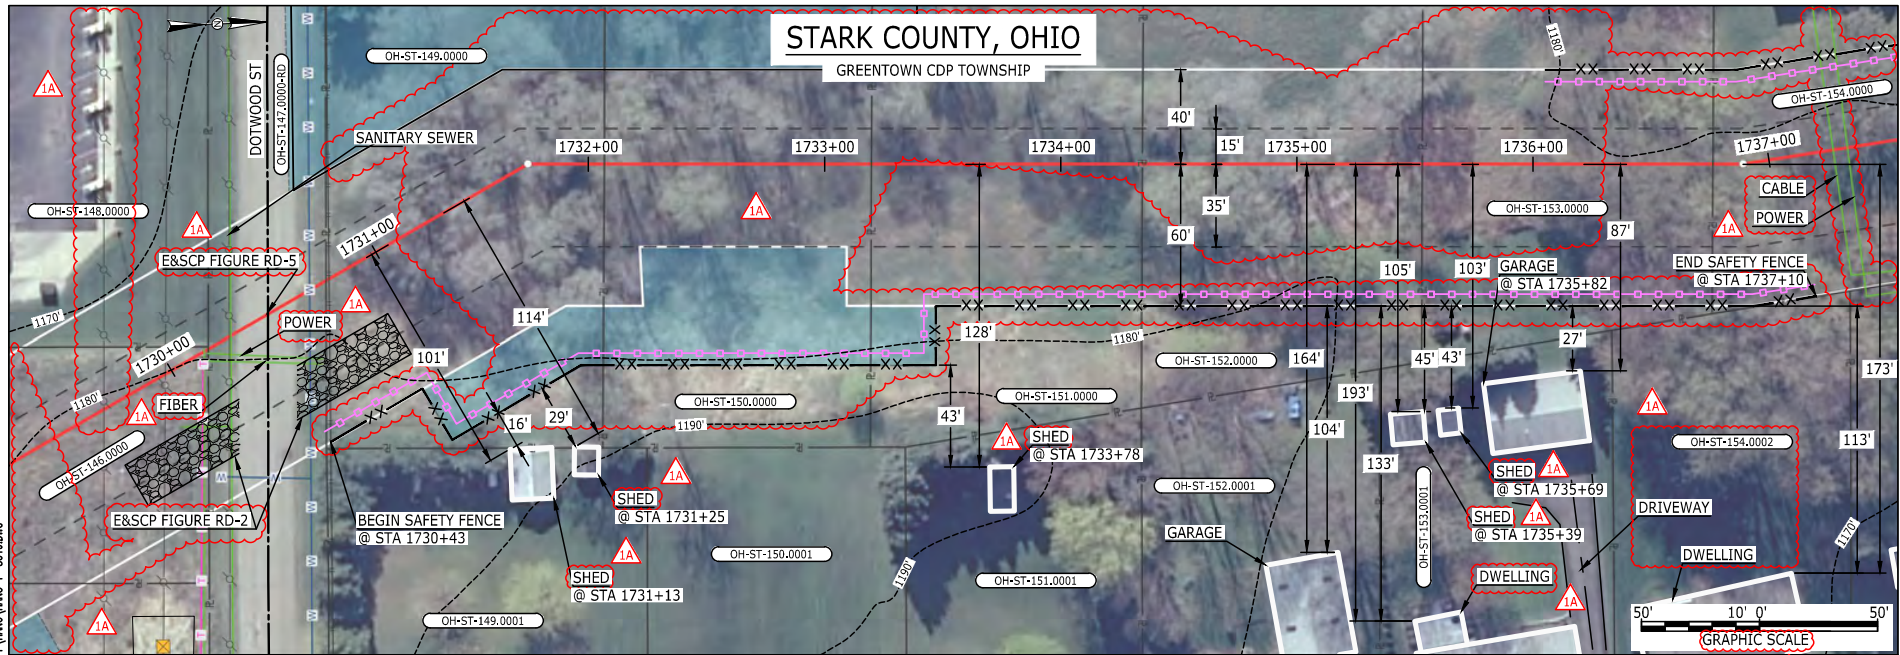 STARK COUNTY, OHIO
GREENTOWN CDP TOWNSHIP
N
DOTWOOD ST
OH-ST-147.0000-RD
OH-ST-149.0000
SANITARY SEWER
1A
OH-ST-148.0000
1A
E&SCP FIGURE RD-5
1A
POWER
1170'
1180'
1730+00
1731+00
1732+00
1733+00
1734+00
1735+00
1736+00
1737+00
1180'
OH-ST-154.0000
40'
15'
35'
60'
1A
OH-ST-153.0000
87'
1A
CABLE
POWER
END SAFETY FENCE
@ STA 1737+10
105'
103'
GARAGE
@ STA 1735+82
114'
101'
128'
1180'
164'
45'
43'
27'
173'
OH-ST-152.0000
FIBER
1A
OH-ST-146.0000
E&SCP FIGURE RD-2
BEGIN SAFETY FENCE
@ STA 1730+43
16'
29'
OH-ST-150.0000
1190'
43'
OH-ST-151.0000
1A
SHED
@ STA 1733+78
193'
104'
133'
1A
OH-ST-154.0002
113'
1A
SHED
@ STA 1731+25
1A
SHED
@ STA 1731+13
OH-ST-150.0001
OH-ST-149.0001
1190'
OH-ST-151.0001
OH-ST-152.0001
GARAGE
OH-ST-153.0001
SHED
1A
@ STA 1735+69
SHED
1A
@ STA 1735+39
DRIVEWAY
DWELLING
1A
DWELLING
1170'
1A
50'
10'
0'
50'
GRAPHIC SCALE